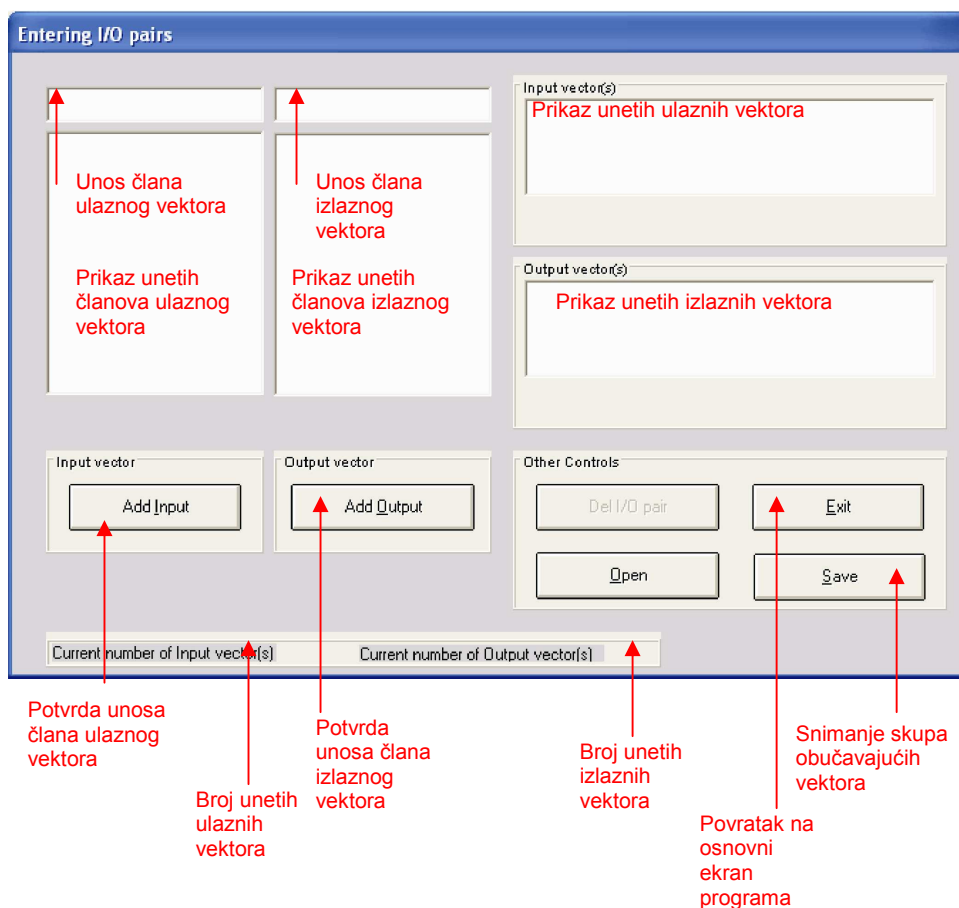 Entering I/O pairs
Input vector(s)
Prikaz unetih ulaznih vektora
Unos člana
ulaznog vektora
Unos člana
izlaznog
vektora
Prikaz unetih
članova ulaznog
vektora
Prikaz unetih
članova izlaznog
vektora
Output vector(s)
Prikaz unetih izlaznih vektora
Input vector
Add Input
Output vector
Add Output
Other Controls
Del I/O pair
Exit
Open
Save
Current number of Input vector(s)
Current number of Output vector(s)
Potvrda unosa
člana ulaznog
vektora
Broj unetih
ulaznih
vektora
Potvrda
unosa člana
izlaznog
vektora
Broj unetih
izlaznih
vektora
Povratak na
osnovni
ekran
programa
Snimanje skupa
obučavajućih
vektora